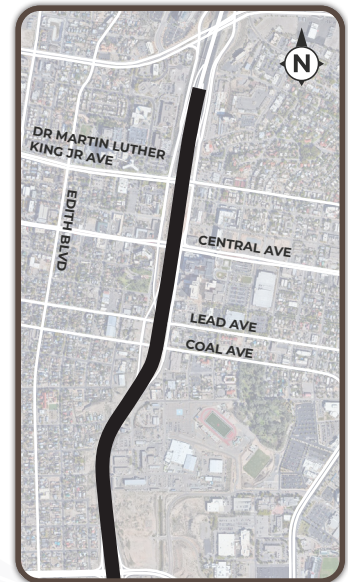 N
DR MARTIN LUTHER
KING JR AVE
EDITH BLVD
CENTRAL AVE
LEAD AVE
COAL AVE